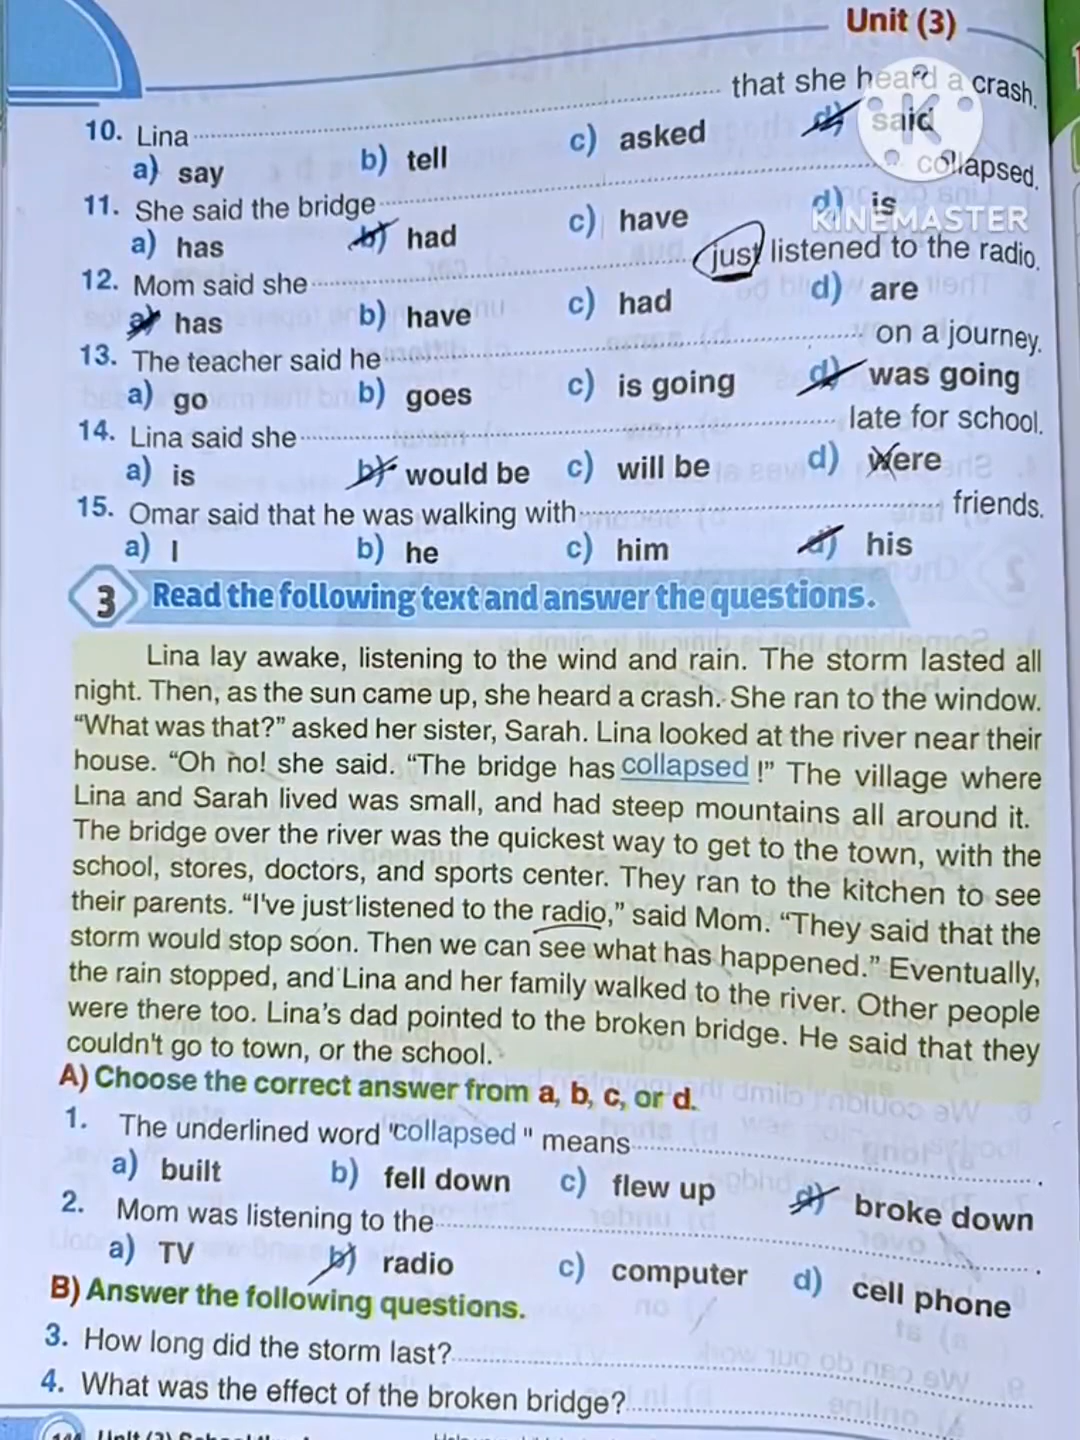 Unit (3)
10. Lina ........ that she heard a crash.
a) say b) tell c) asked d) said
11. She said the bridge ........ collapsed.
a) has b) had c) have d) is
KINEMASTER
12. Mom said she ........ just listened to the radio.
a) has b) have c) had d) are
13. The teacher said he ........ on a journey.
a) go b) goes c) is going d) was going
14. Lina said she ........ late for school.
a) is b) would be c) will be d) were
15. Omar said that he was walking with ........ friends.
a) I b) he c) him d) his
3 Read the following text and answer the questions.
Lina lay awake, listening to the wind and rain. The storm lasted all
night. Then, as the sun came up, she heard a crash. She ran to the window.
“What was that?” asked her sister, Sarah. Lina looked at the river near their
house. “Oh no! she said. “The bridge has collapsed !” The village where
Lina and Sarah lived was small, and had steep mountains all around it.
The bridge over the river was the quickest way to get to the town, with the
school, stores, doctors, and sports center. They ran to the kitchen to see
their parents. “I've just listened to the radio,” said Mom. “They said that the
storm would stop soon. Then we can see what has happened.” Eventually,
the rain stopped, and Lina and her family walked to the river. Other people
were there too. Lina’s dad pointed to the broken bridge. He said that they
couldn't go to town, or the school.
A) Choose the correct answer from a, b, c, or d.
1. The underlined word "collapsed " means ........ .
a) built b) fell down c) flew up d) broke down
2. Mom was listening to the ........ .
a) TV b) radio c) computer d) cell phone
B) Answer the following questions.
3. How long did the storm last? ........
4. What was the effect of the broken bridge? ........